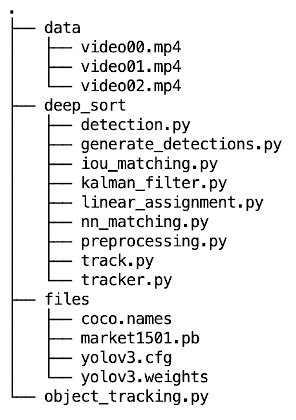 .
├── data
│   ├── video00.mp4
│   ├── video01.mp4
│   └── video02.mp4
├── deep_sort
│   ├── detection.py
│   ├── generate_detections.py
│   ├── iou_matching.py
│   ├── kalman_filter.py
│   ├── linear_assignment.py
│   ├── nn_matching.py
│   ├── preprocessing.py
│   ├── track.py
│   └── tracker.py
├── files
│   ├── coco.names
│   ├── market1501.pb
│   ├── yolov3.cfg
│   └── yolov3.weights
└── object_tracking.py